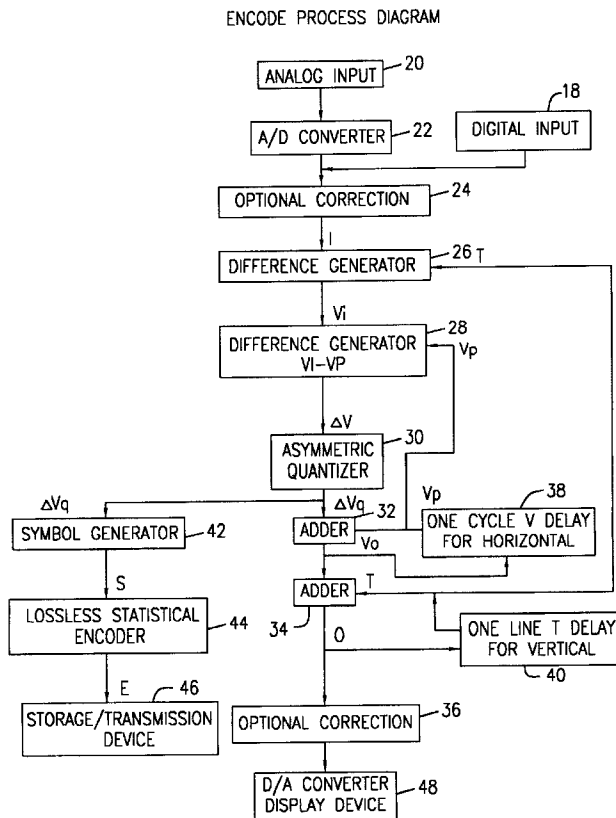 ENCODE PROCESS DIAGRAM
ANALOG INPUT
20
18
A/D CONVERTER
22
DIGITAL INPUT
OPTIONAL CORRECTION
24
I
26
T
DIFFERENCE GENERATOR
Vi
28
DIFFERENCE GENERATOR
VI-VP
Vp
ΔV
30
ASYMMETRIC
QUANTIZER
ΔVq
ΔVq
32
Vp
38
SYMBOL GENERATOR
42
ADDER
ONE CYCLE V DELAY
FOR HORIZONTAL
Vo
S
ADDER
T
LOSSLESS STATISTICAL
ENCODER
44
34
O
ONE LINE T DELAY
FOR VERTICAL
40
E
46
STORAGE/TRANSMISSION
DEVICE
OPTIONAL CORRECTION
36
D/A CONVERTER
DISPLAY DEVICE
48